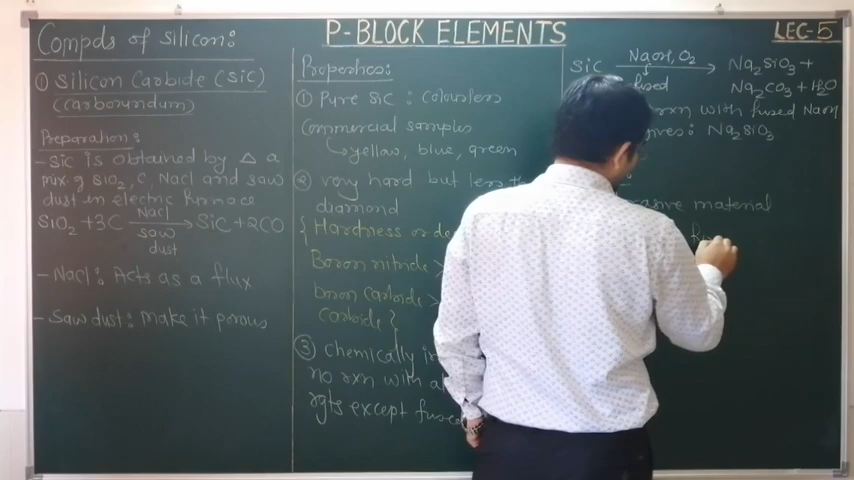 P-BLOCK ELEMENTS
LEC-5
Compds of Silicon:
① Silicon Carbide (SiC)
(carborundum)
Preparation:
- SiC is obtained by △ a
mix. of SiO2, C, NaCl and saw
dust in electric furnace
SiO2 + 3C NaCl → SiC + 2CO
saw
dust
- NaCl: Acts as a flux
- Saw dust: make it porous
Properties:
① Pure SiC: colourless
Commercial samples
↳ yellow, blue, green
② very hard but less
diamond
{ Hardness
Boron nitride >
boron carbide >
carbide }
③ chemically
no rxn with
rgts except
SiC NaOH, O2 → Na2SiO3 +
fused Na2CO3 + H2O
rxn with fused NaOH
gives: Na2SiO3
material